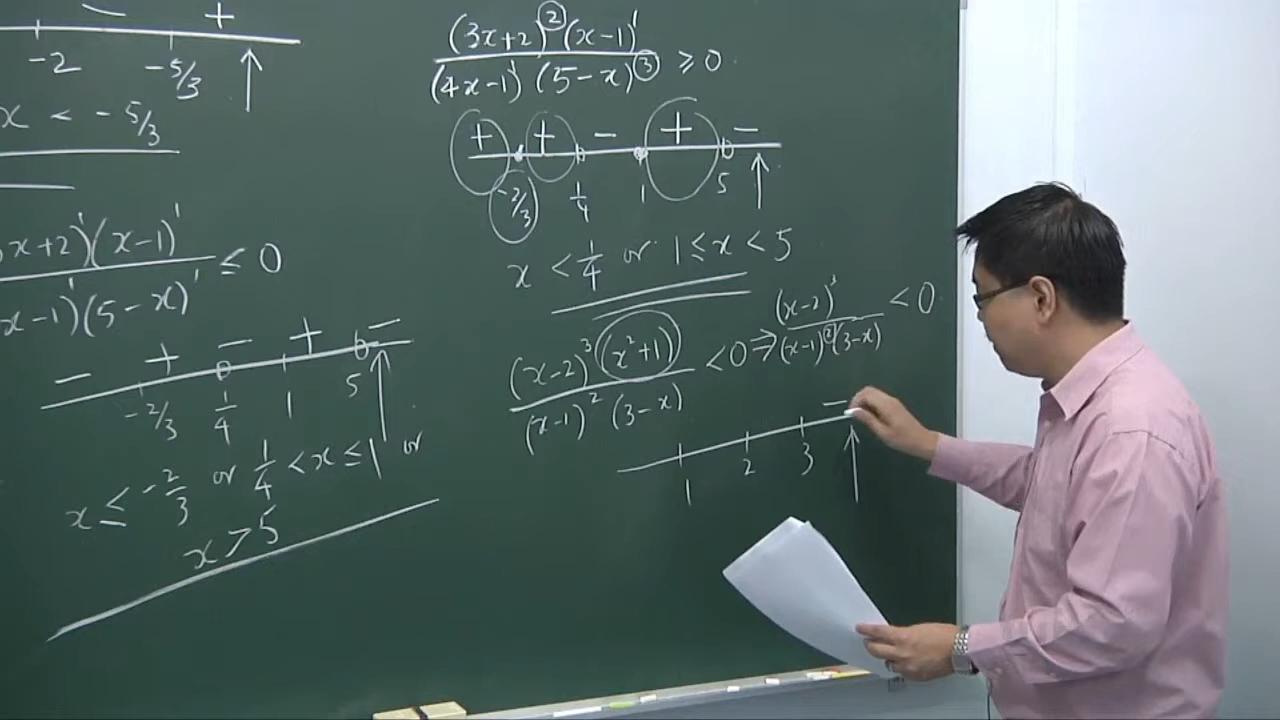 − +
-2 -5/3
x < -5/3
3x+2)¹(x-1)¹
x-1)¹(5-x)¹ ≤ 0
− + − + −
-2/3 1/4 1 5
x ≤ -2/3 or 1/4 < x ≤ 1 or
x > 5
(3x+2)²(x-1)¹
(4x-1)¹ (5-x)³ ≥ 0
+ + − + −
-2/3 1/4 1 5
x < 1/4 or 1 ≤ x < 5
(x-2)³(x²+1)
(x-1)² (3-x) < 0 ⇒
(x-2)³
(x-1)²(3-x) < 0
−
1 2 3